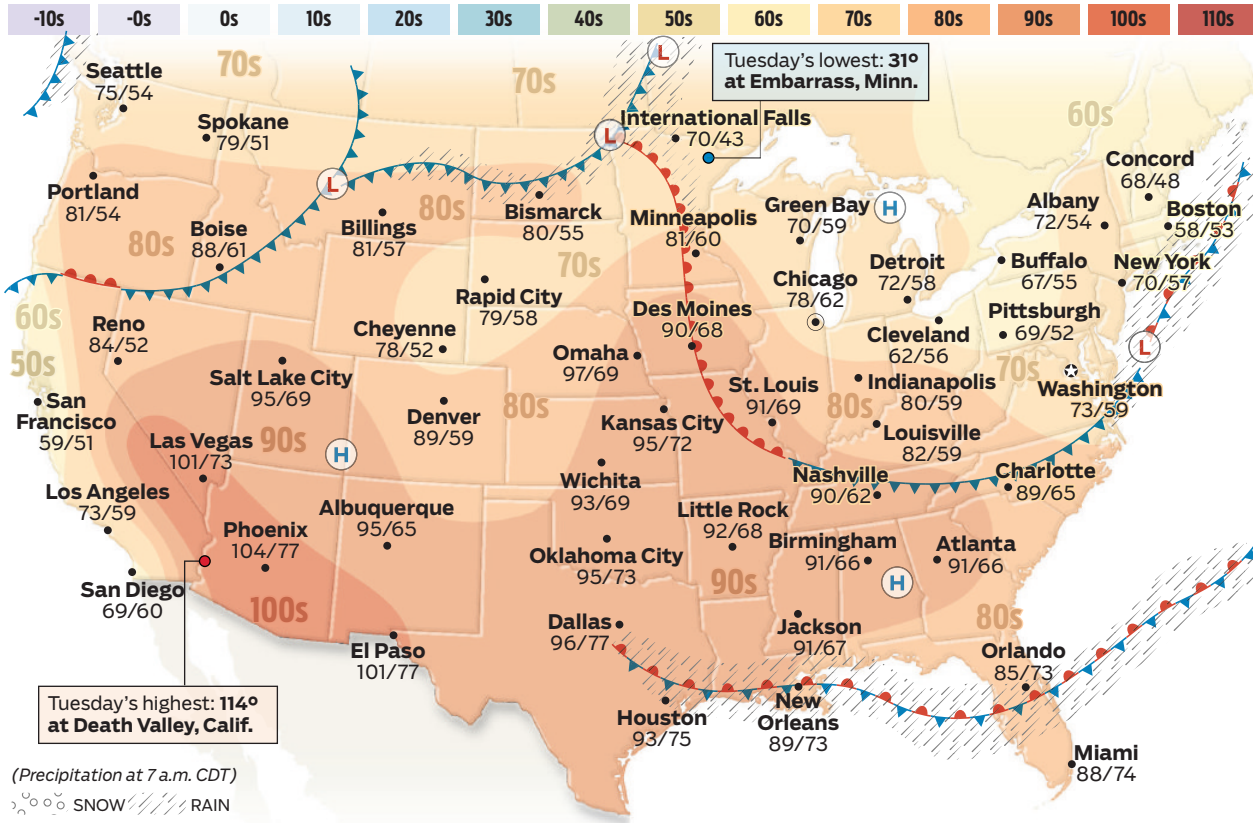 -10s -0s 0s 10s 20s 30s 40s 50s 60s 70s 80s 90s 100s 110s
L
Tuesday's lowest: 31º
at Embarrass, Minn.
Seattle
75/54
70s
70s
60s
Spokane
79/51
L
International Falls
70/43
Concord
68/48
Portland
81/54
L
80s
Bismarck
80/55
Minneapolis
81/60
Green Bay
70/59
H
Albany
72/54
Boston
58/53
80s
Boise
88/61
Billings
81/57
70s
Chicago
78/62
Detroit
72/58
Buffalo
67/55
New York
70/57
60s
50s
Reno
84/52
Rapid City
79/58
Cheyenne
78/52
Des Moines
90/68
Cleveland
62/56
Pittsburgh
69/52
L
Omaha
97/69
Salt Lake City
95/69
70s
Washington
73/59
San
Francisco
59/51
Denver
89/59
80s
Kansas City
95/72
St. Louis
91/69
80s
Indianapolis
80/59
Louisville
82/59
Las Vegas
101/73
90s
H
Wichita
93/69
Nashville
90/62
Charlotte
89/65
Los Angeles
73/59
Phoenix
104/77
Albuquerque
95/65
Oklahoma City
95/73
Little Rock
92/68
Birmingham
91/66
Atlanta
91/66
San Diego
69/60
100s
90s
H
80s
El Paso
101/77
Dallas
96/77
Jackson
91/67
Orlando
85/73
Tuesday's highest: 114º
at Death Valley, Calif.
Houston
93/75
New
Orleans
89/73
Miami
88/74
(Precipitation at 7 a.m. CDT)
SNOW RAIN